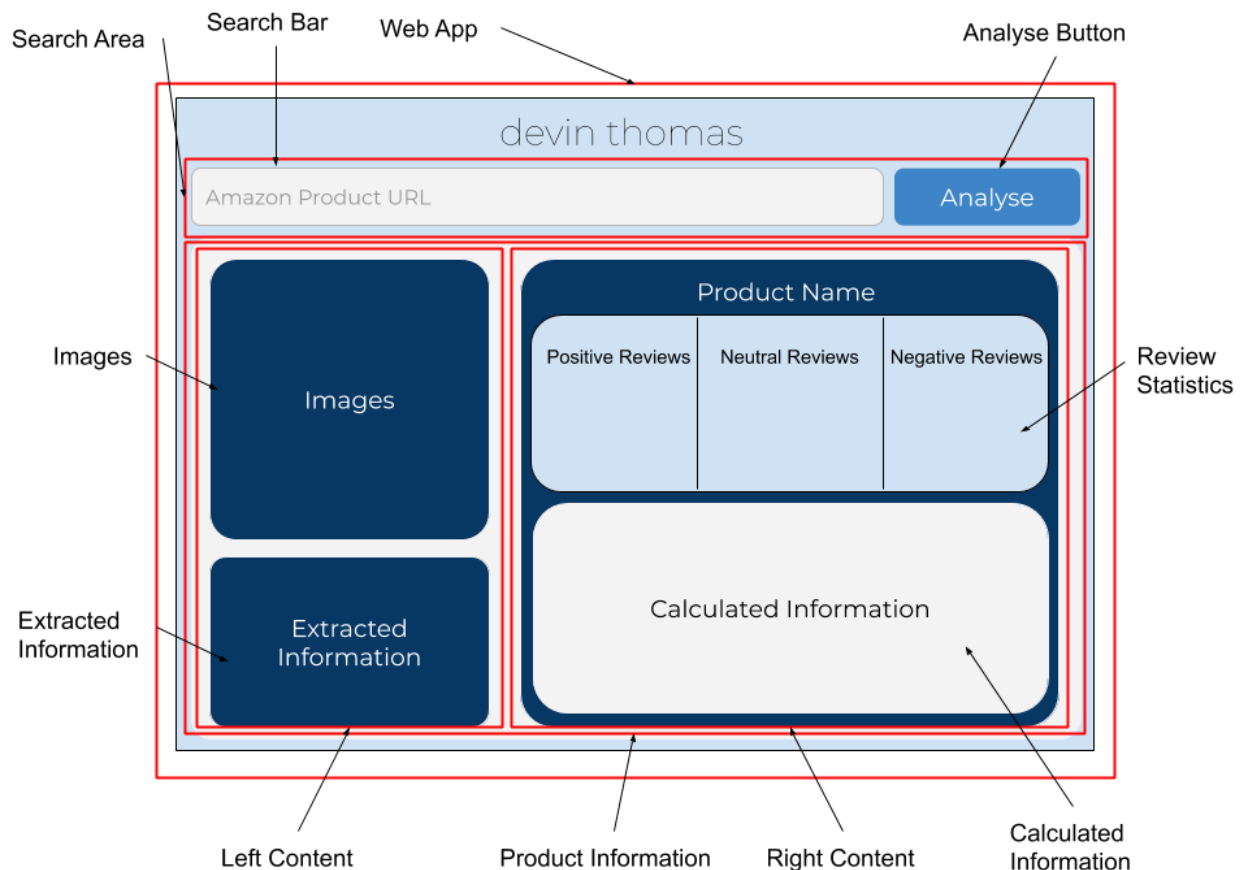 Search Bar
Web App
Analyse Button
Search Area
devin thomas
Amazon Product URL
Analyse
Images
Images
Product Name
Positive Reviews
Neutral Reviews
Negative Reviews
Review
Statistics
Extracted
Information
Extracted
Information
Calculated Information
Left Content
Product Information
Right Content
Calculated
Information